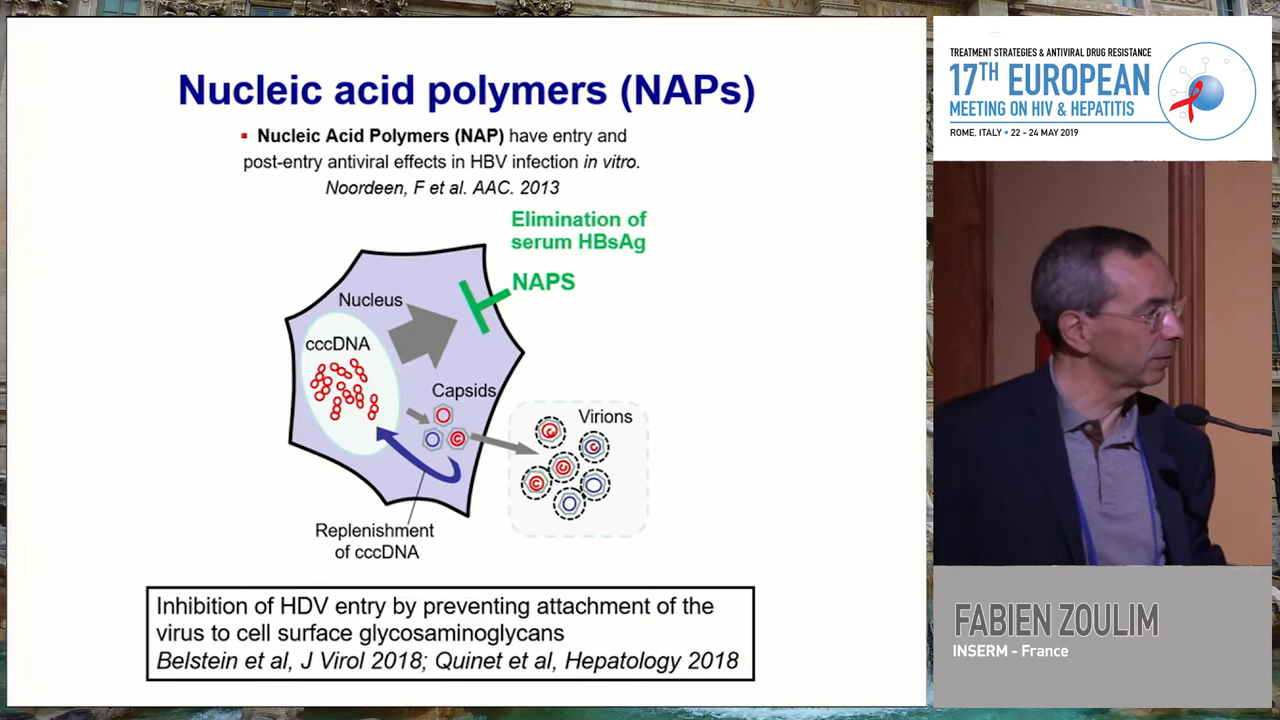 Nucleic acid polymers (NAPs)
▪ Nucleic Acid Polymers (NAP) have entry and
post-entry antiviral effects in HBV infection in vitro.
Noordeen, F et al. AAC. 2013
Elimination of
serum HBsAg
NAPS
Nucleus
cccDNA
Capsids
Virions
Replenishment
of cccDNA
Inhibition of HDV entry by preventing attachment of the
virus to cell surface glycosaminoglycans
Belstein et al, J Virol 2018; Quinet et al, Hepatology 2018
TREATMENT STRATEGIES & ANTIVIRAL DRUG RESISTANCE
17TH EUROPEAN
MEETING ON HIV & HEPATITIS
ROME, ITALY • 22 - 24 MAY 2019
FABIEN ZOULIM
INSERM - France